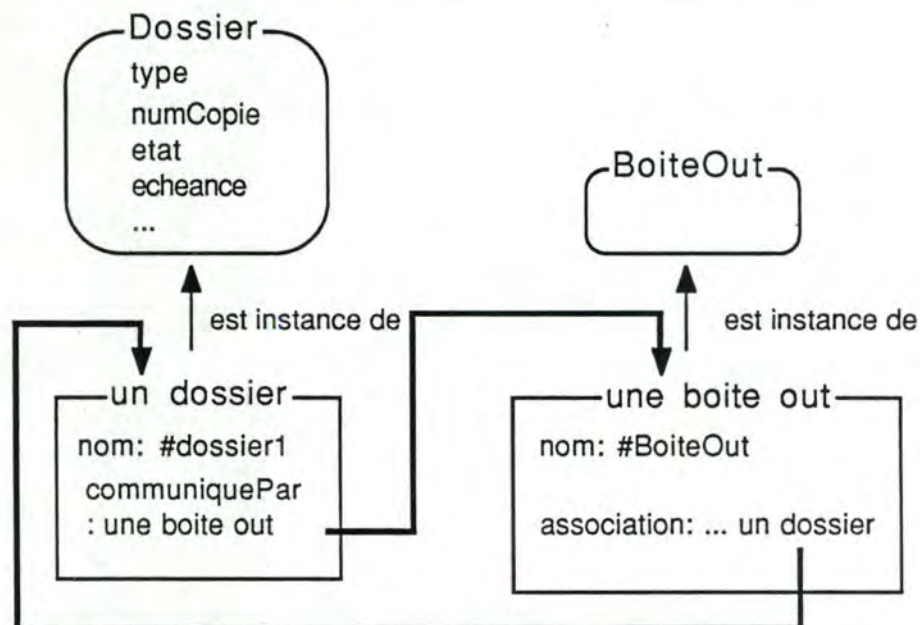 Dossier
type
numCopie
etat
echeance
...
BoiteOut
est instance de
est instance de
un dossier
nom: #dossier1
communiquePar
: une boite out
une boite out
nom: #BoiteOut
association: ... un dossier